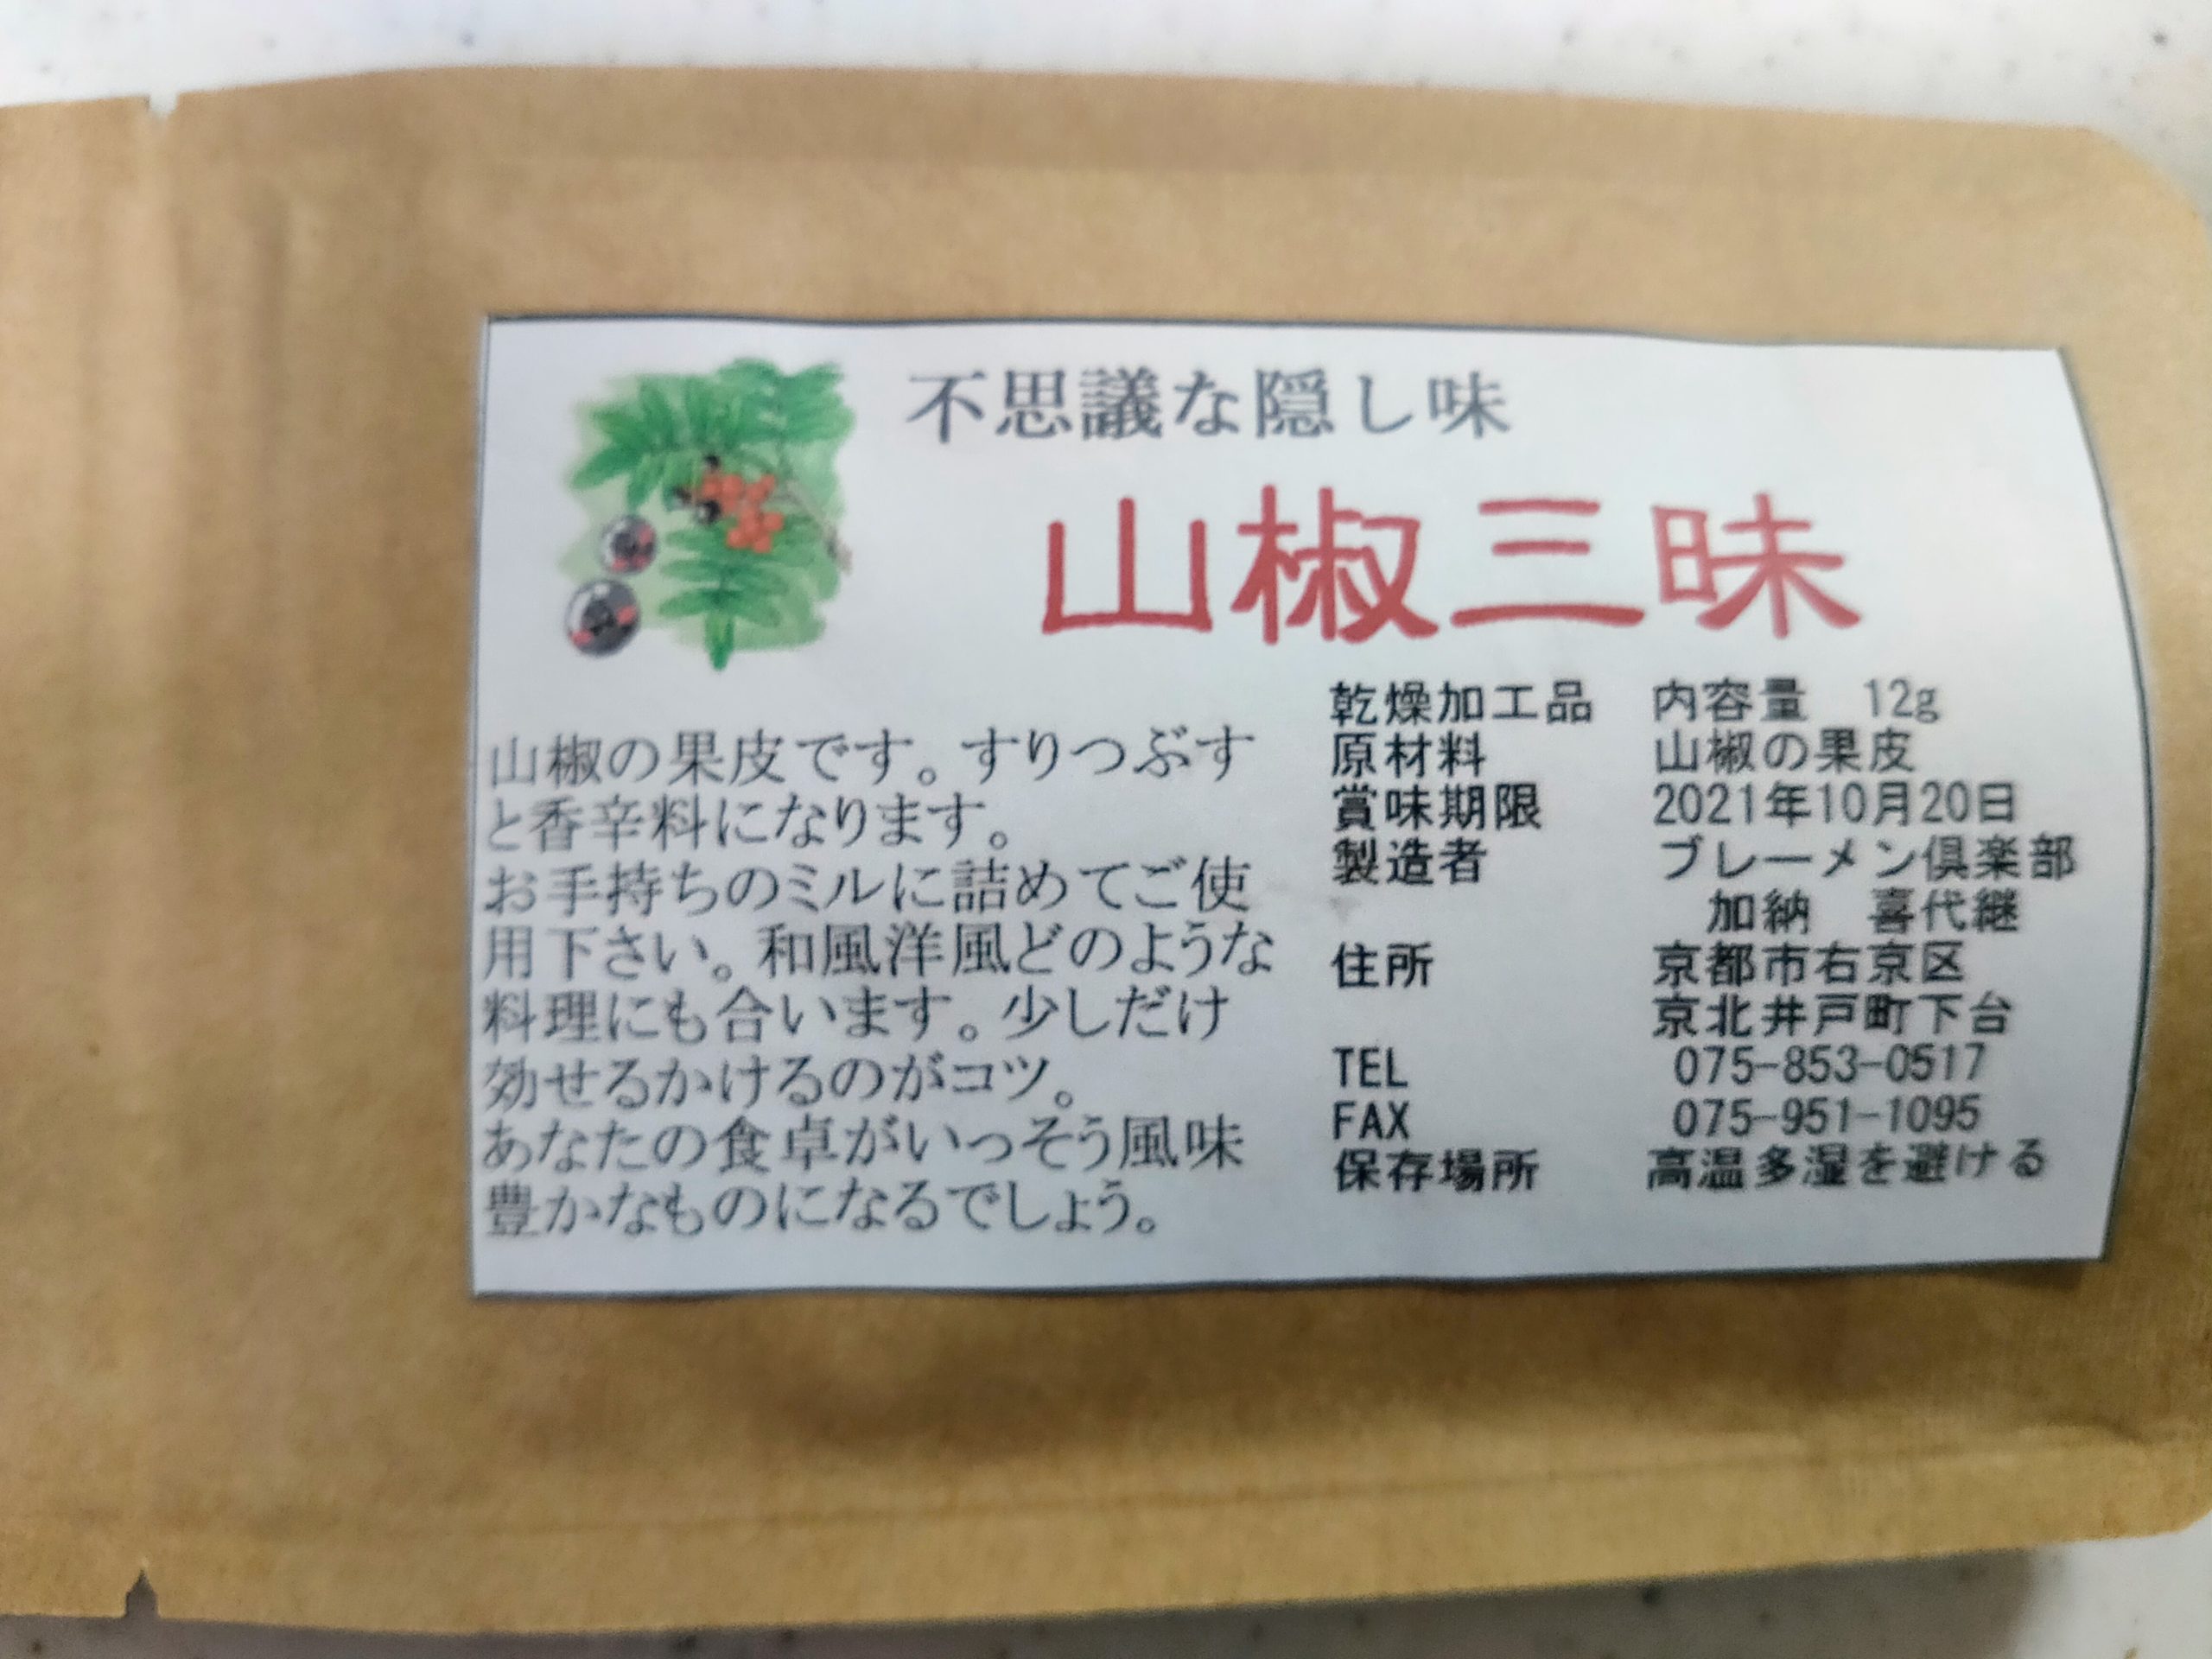 不思議な隠し味
山椒三昧
山椒の果皮です。すりつぶす
と香辛料になります。
お手持ちのミルに詰めてご使
用下さい。和風洋風どのような
料理にも合います。少しだけ
効せるかけるのがコツ。
あなたの食卓がいっそう風味
豊かなものになるでしょう。
乾燥加工品 内容量 12g
原材料 山椒の果皮
賞味期限 2021年10月20日
製造者 ブレーメン倶楽部
加納 喜代継
住所 京都市右京区
京北井戸町下台
TEL 075-853-0517
FAX 075-951-1095
保存場所 高温多湿を避ける